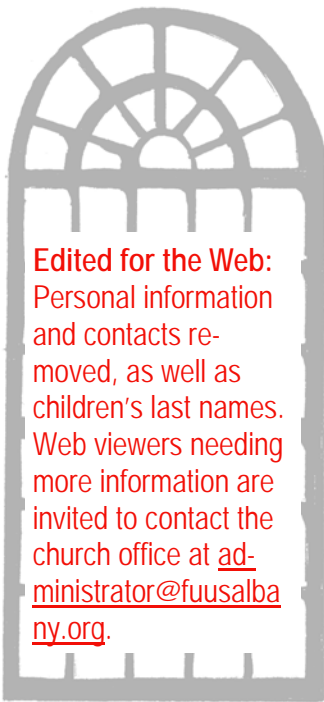 Edited for the Web:
Personal information
and contacts re-
moved, as well as
children's last names.
Web viewers needing
more information are
invited to contact the
church office at ad-
ministrator@fuusalba
ny.org.